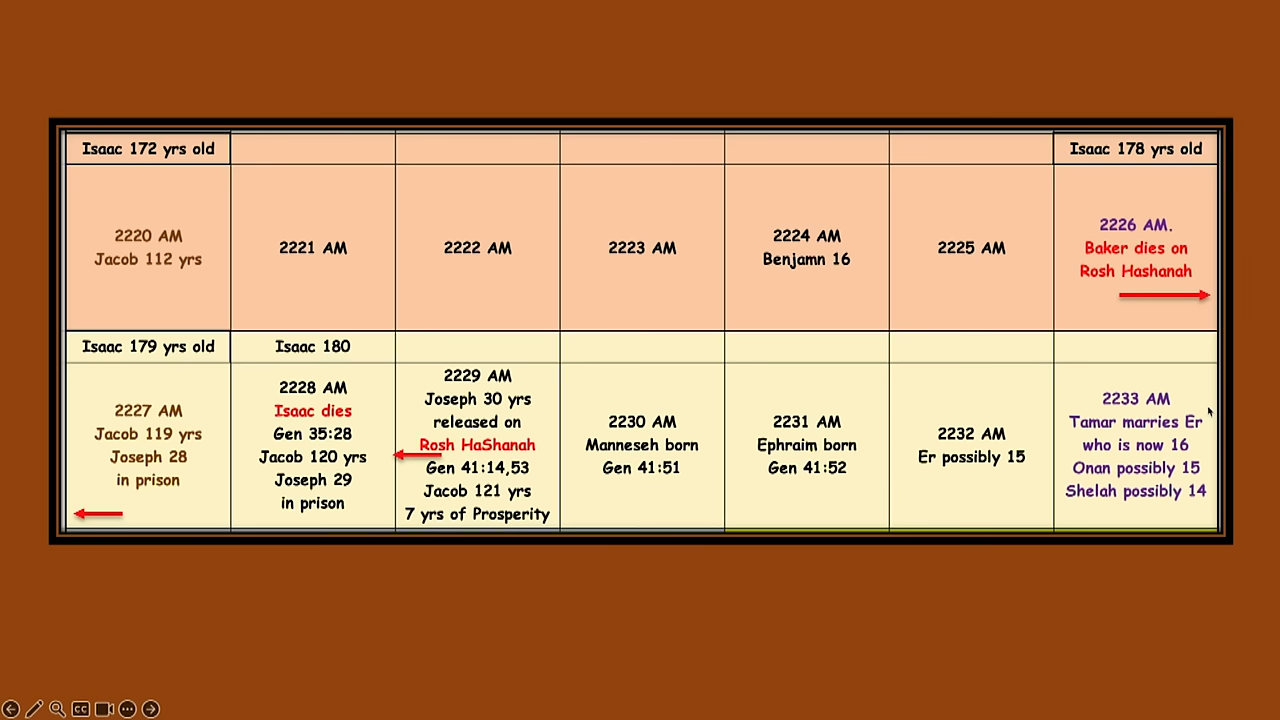 Isaac 172 yrs old
Isaac 178 yrs old
2220 AM
Jacob 112 yrs
2221 AM
2222 AM
2223 AM
2224 AM
Benjamn 16
2225 AM
2226 AM.
Baker dies on
Rosh Hashanah
Isaac 179 yrs old
Isaac 180
2227 AM
Jacob 119 yrs
Joseph 28
in prison
2228 AM
Isaac dies
Gen 35:28
Jacob 120 yrs
Joseph 29
in prison
2229 AM
Joseph 30 yrs
released on
Rosh HaShanah
Gen 41:14,53
Jacob 121 yrs
7 yrs of Prosperity
2230 AM
Manneseh born
Gen 41:51
2231 AM
Ephraim born
Gen 41:52
2232 AM
Er possibly 15
2233 AM
Tamar marries Er
who is now 16
Onan possibly 15
Shelah possibly 14
CC